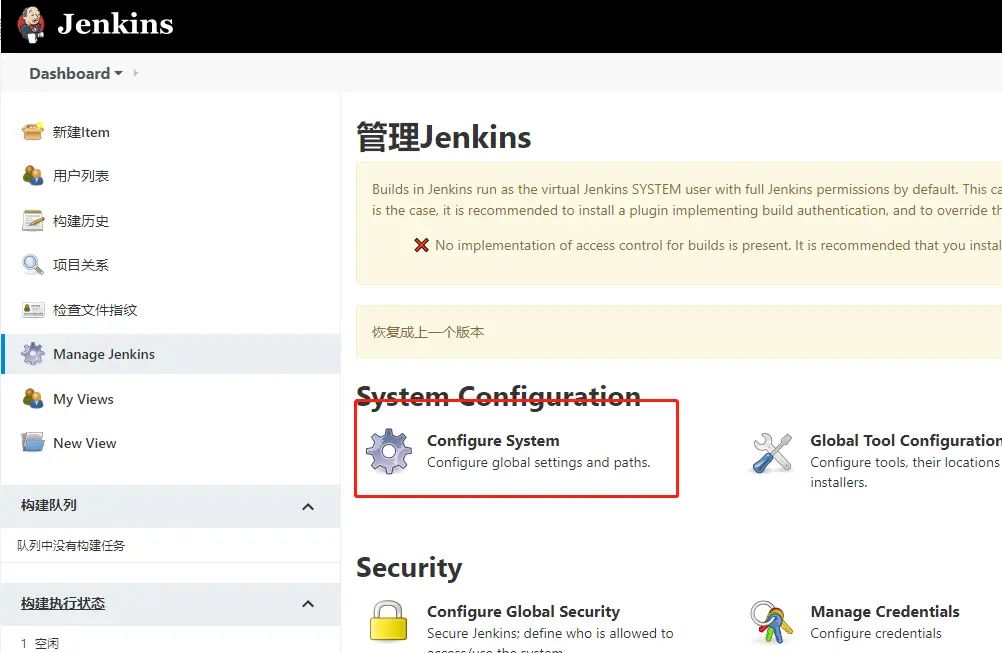 Jenkins
Dashboard
新建Item
用户列表
构建历史
项目关系
检查文件指纹
Manage Jenkins
My Views
New View
构建队列
队列中没有构建任务
构建执行状态
1 空闲
管理Jenkins
Builds in Jenkins run as the virtual Jenkins SYSTEM user with full Jenkins permissions by default. This
is the case, it is recommended to install a plugin implementing build authentication, and to override
No implementation of access control for builds is present. It is recommended that you
恢复成上一个版本
System Configuration
Configure System
Configure global settings and paths.
Global Tool Configuration
Configure tools, their locations
installers.
Security
Configure Global Security
Secure Jenkins; define who is allowed to
access/use the system.
Manage Credentials
Configure credentials